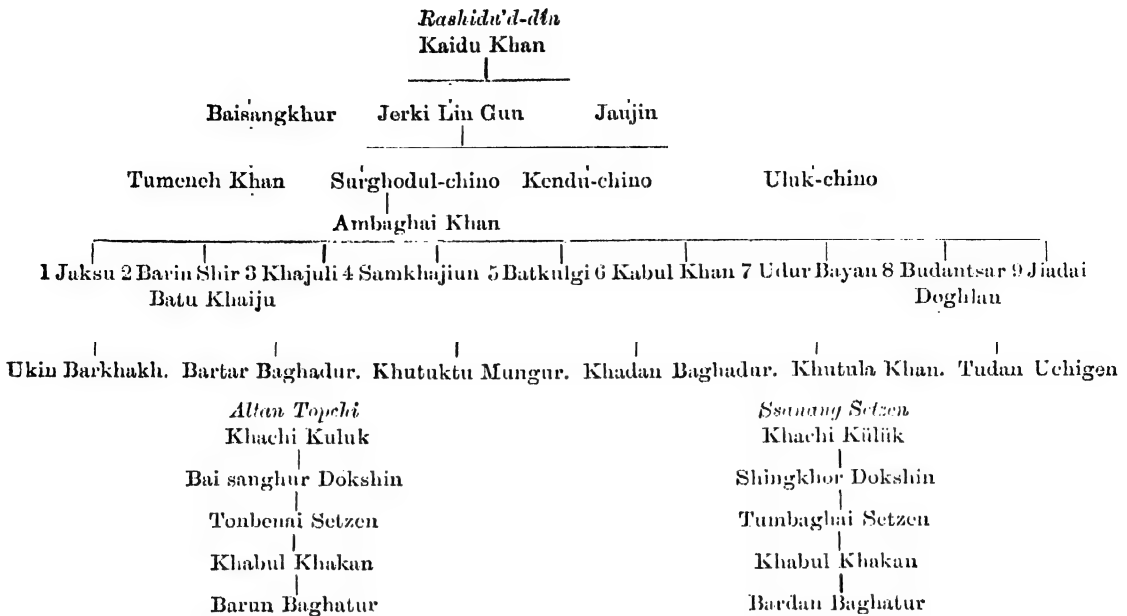 Rashidu'd-din
Kaidu Khan
Baisangkhur Jerki Lin Gun Jaujin
Tumeneh Khan Surghodul-chino Kendu-chino Uluk-chino
Ambaghai Khan
1 Jaksu 2 Barin Shir 3 Khajuli 4 Samkhajiun 5 Batkulgi 6 Kabul Khan 7 Udur Bayan 8 Budantsar 9 Jiadai
Batu Khaiju Doghlan
Ukin Barkhakh. Bartar Baghadur. Khutuktu Mungur. Khadan Baghadur. Khutula Khan. Tudan Uchigen
Altan Topchi Ssanang Setzen
Khachi Kuluk Khachi Külük
Bai sanghur Dokshin Shingkhor Dokshin
Tonbenai Setzen Tumbaghai Setzen
Khabul Khakan Khabul Khakan
Barun Baghatur Bardan Baghatur